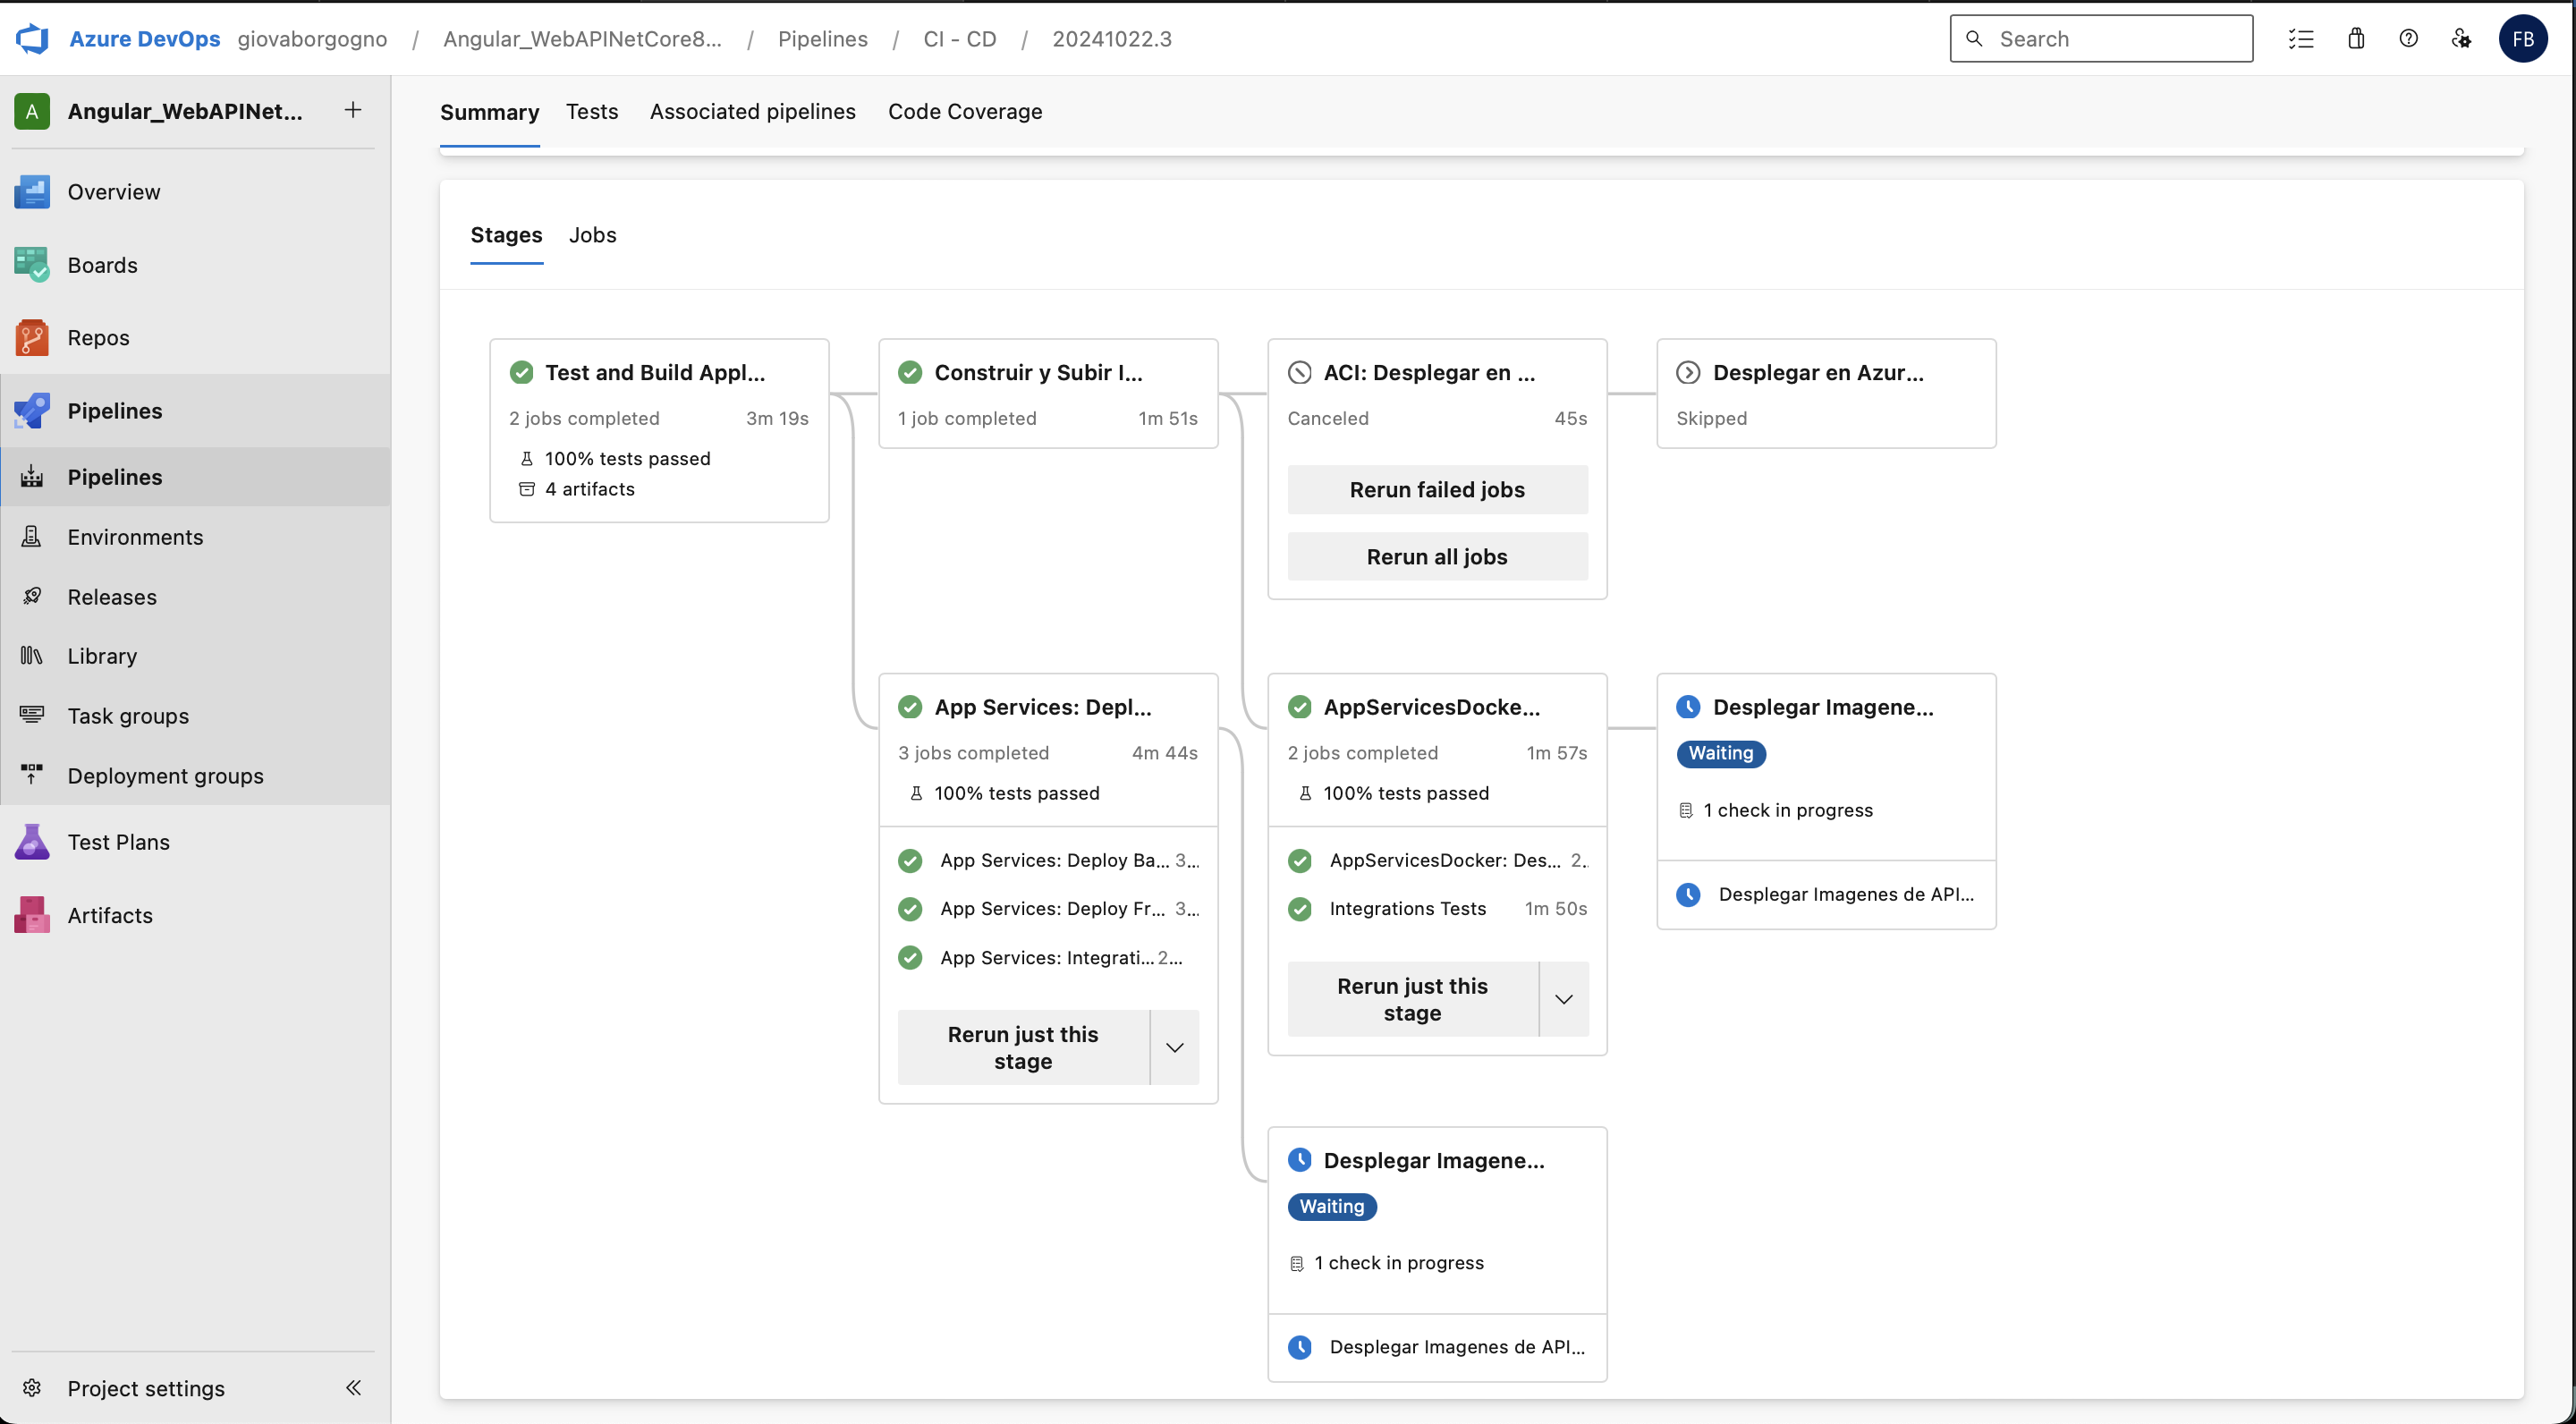 Azure DevOps giovaborgogno / Angular_WebAPINetCore8... / Pipelines / CI - CD / 20241022.3
Search
FB
A Angular_WebAPINet... +
Overview
Boards
Repos
Pipelines
Pipelines
Environments
Releases
Library
Task groups
Deployment groups
Test Plans
Artifacts
Project settings
Summary Tests Associated pipelines Code Coverage
Stages Jobs
Test and Build Appl...
2 jobs completed 3m 19s
100% tests passed
4 artifacts
Construir y Subir I...
1 job completed 1m 51s
ACI: Desplegar en ...
Canceled 45s
Rerun failed jobs
Rerun all jobs
Desplegar en Azur...
Skipped
App Services: Depl...
3 jobs completed 4m 44s
100% tests passed
App Services: Deploy Ba... 3...
App Services: Deploy Fr... 3...
App Services: Integrati... 2...
Rerun just this
stage
AppServicesDocke...
2 jobs completed 1m 57s
100% tests passed
AppServicesDocker: Des... 2.
Integrations Tests 1m 50s
Rerun just this
stage
Desplegar Imagene...
Waiting
1 check in progress
Desplegar Imagenes de API...
Desplegar Imagene...
Waiting
1 check in progress
Desplegar Imagenes de API...